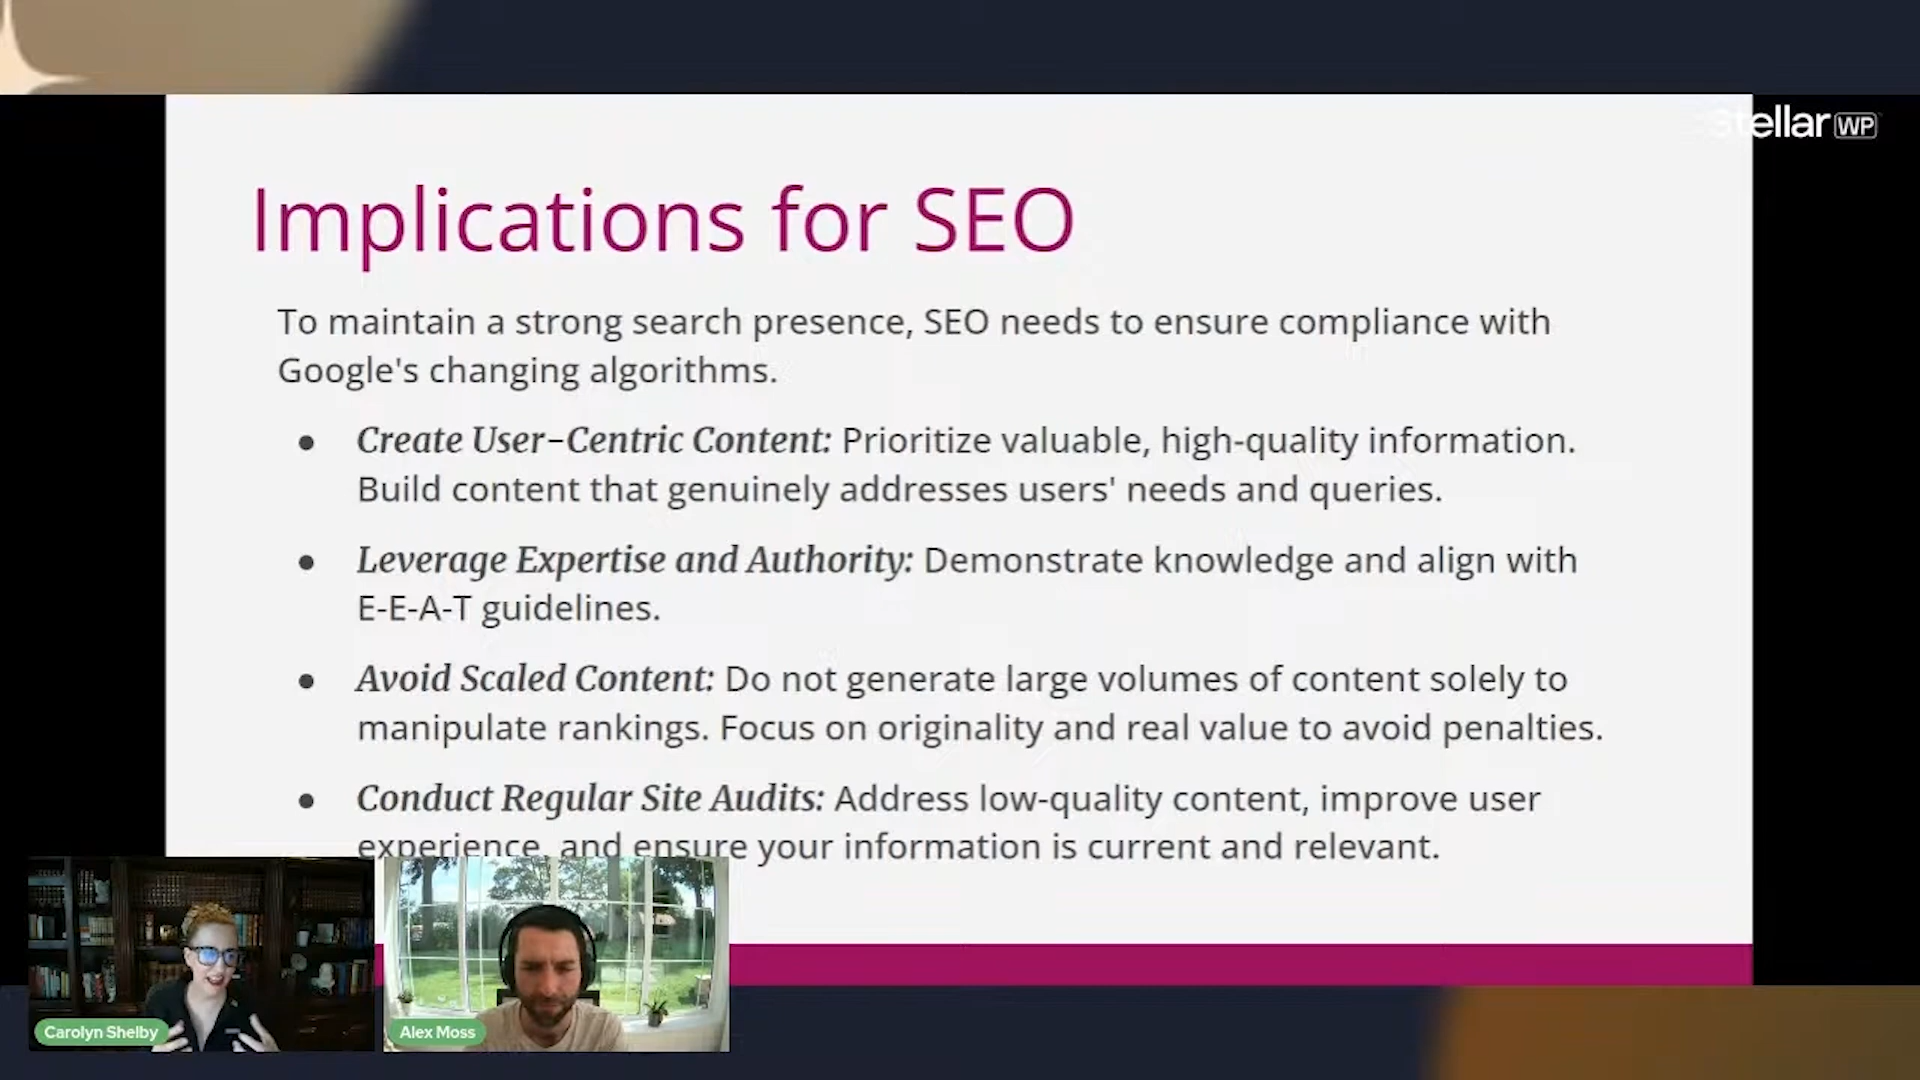 tellar WP
Implications for SEO
To maintain a strong search presence, SEO needs to ensure compliance with
Google's changing algorithms.
● Create User-Centric Content: Prioritize valuable, high-quality information.
Build content that genuinely addresses users' needs and queries.
● Leverage Expertise and Authority: Demonstrate knowledge and align with
E-E-A-T guidelines.
● Avoid Scaled Content: Do not generate large volumes of content solely to
manipulate rankings. Focus on originality and real value to avoid penalties.
● Conduct Regular Site Audits: Address low-quality content, improve user
experience, and ensure your information is current and relevant.
Carolyn Shelby
Alex Moss